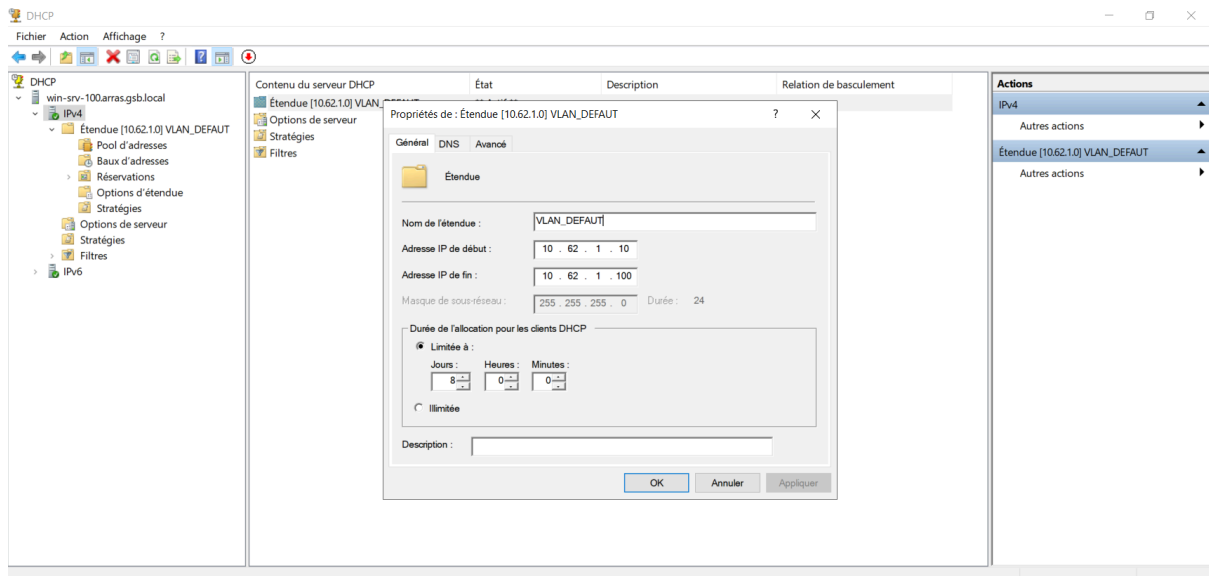 DHCP
Fichier Action Affichage ?
DHCP
win-srv-100.arras.gsb.local
IPv4
Étendue [10.62.1.0] VLAN_DEFAUT
Pool d'adresses
Baux d'adresses
Réservations
Options d'étendue
Stratégies
Options de serveur
Stratégies
Filtres
IPv6
Contenu du serveur DHCP État Description Relation de basculement
Étendue [10.62.1.0] VLAN_DEFAUT
Options de serveur
Stratégies
Filtres
Propriétés de : Étendue [10.62.1.0] VLAN_DEFAUT ?
Général DNS Avancé
Étendue
Nom de l'étendue : VLAN_DEFAUT
Adresse IP de début : 10 . 62 . 1 . 10
Adresse IP de fin : 10 . 62 . 1 . 100
Masque de sous-réseau : 255 . 255 . 255 . 0 Durée : 24
Durée de l'allocation pour les clients DHCP
Limitée à :
Jours : Heures : Minutes :
8 0 0
Illimitée
Description :
OK Annuler Appliquer
Actions
IPv4
Autres actions
Étendue [10.62.1.0] VLAN_DEFAUT
Autres actions